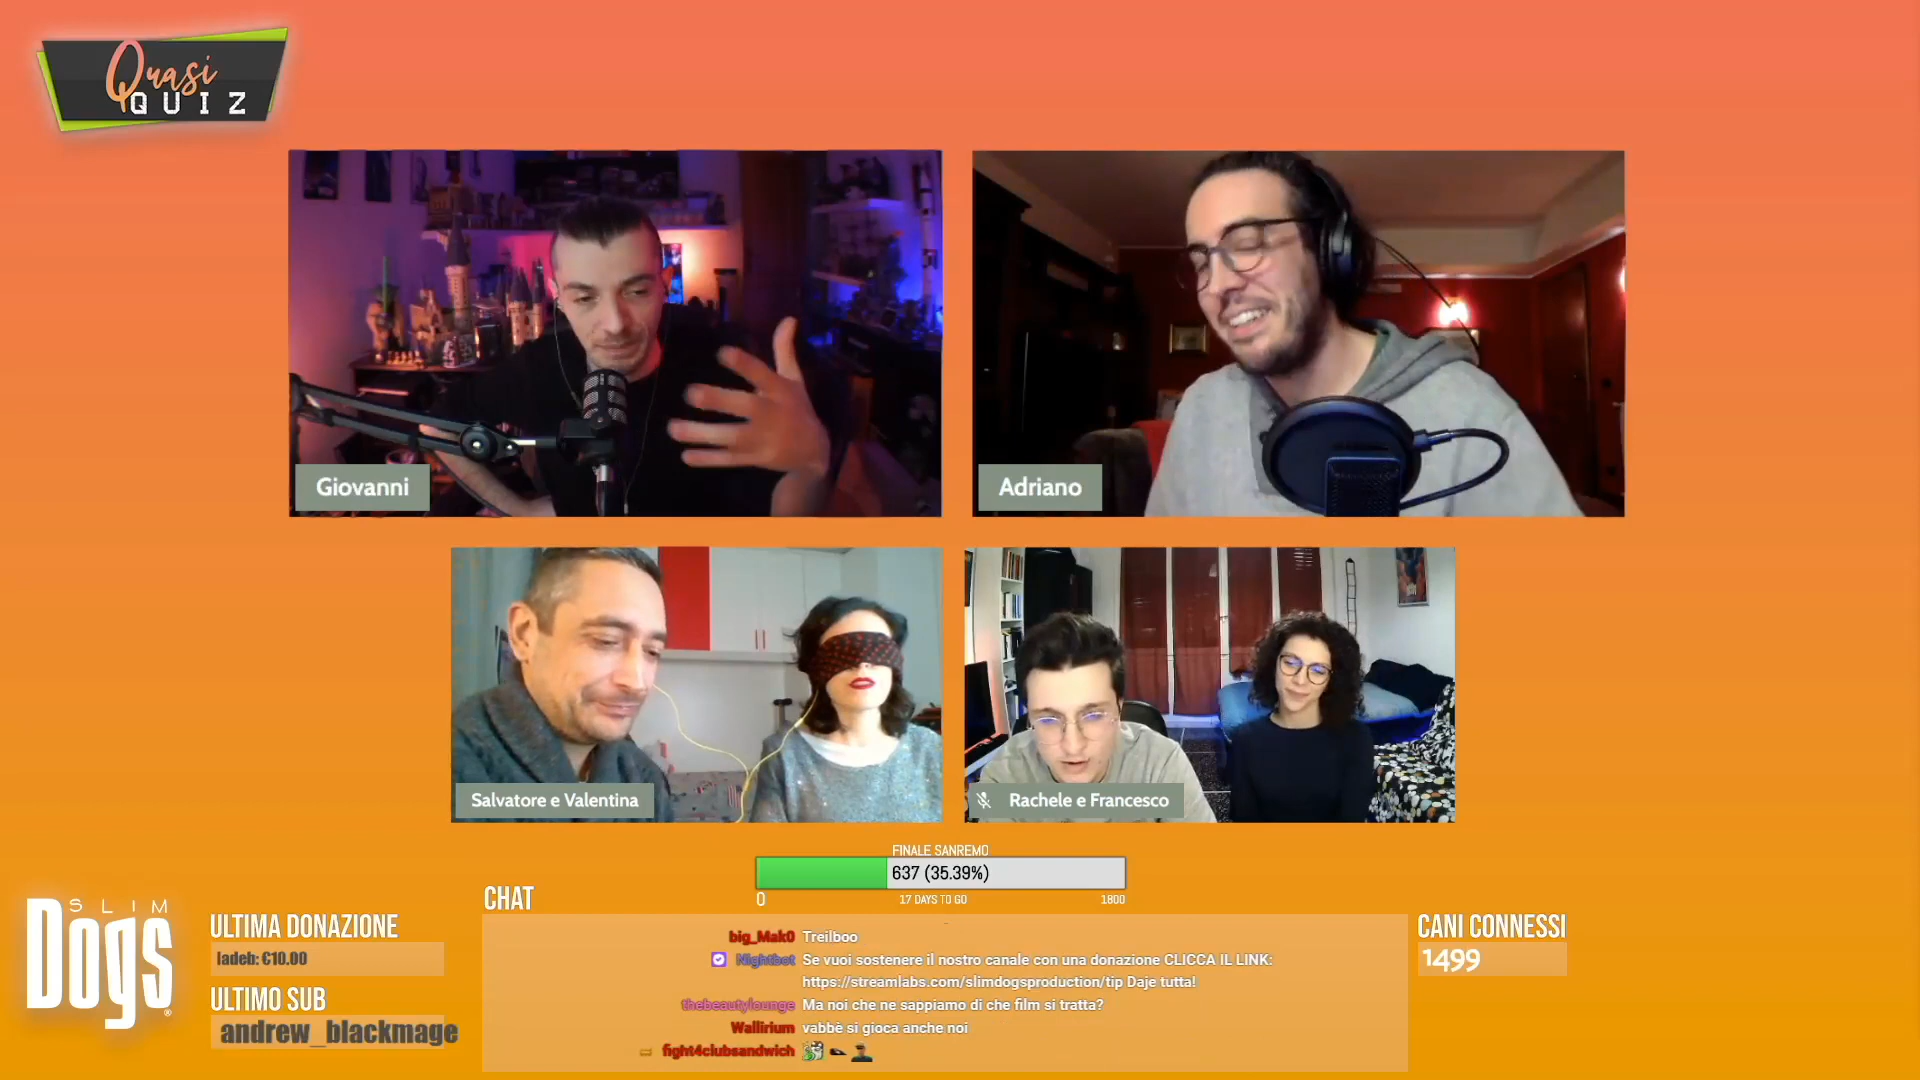 Quasi
QUIZ
Giovanni
Adriano
Salvatore e Valentina
Rachele e Francesco
FINALE SANREMO
637 (35.39%)
0
17 DAYS TO GO
1800
SLIM
Dogs
®
ULTIMA DONAZIONE
ladeb: €10.00
ULTIMO SUB
andrew_blackmage
CHAT
big_Mak0 Treilboo
Nightbot Se vuoi sostenere il nostro canale con una donazione CLICCA IL LINK:
https://streamlabs.com/slimdogsproduction/tip Daje tutta!
thebeautylounge Ma noi che ne sappiamo di che film si tratta?
Wallirium vabbè si gioca anche noi
fight4clubsandwich
CANI CONNESSI
1499